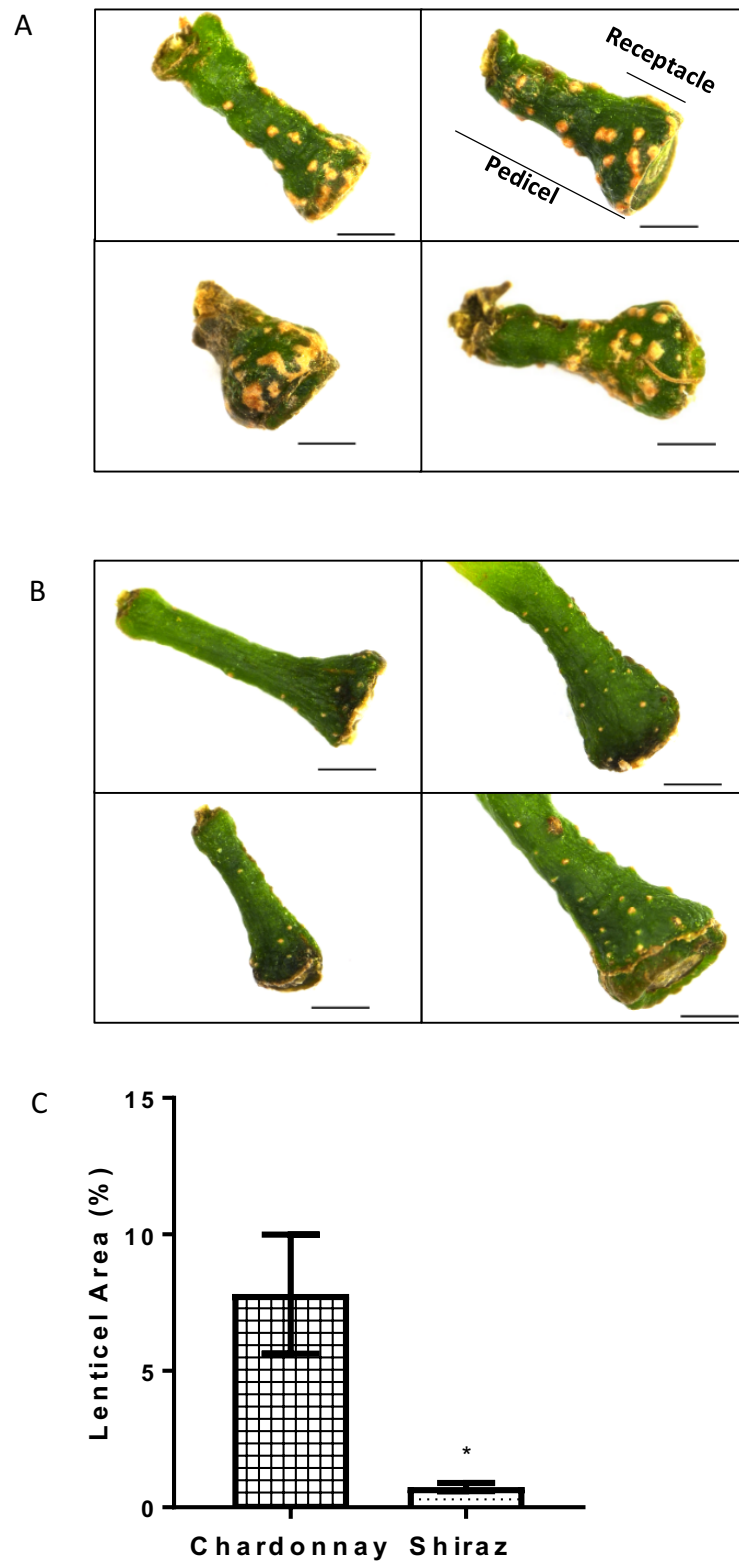 A
Receptacle
Pedicel
B
C
15
10
5
0
Lenticel Area (%)
*
Chardonnay Shiraz